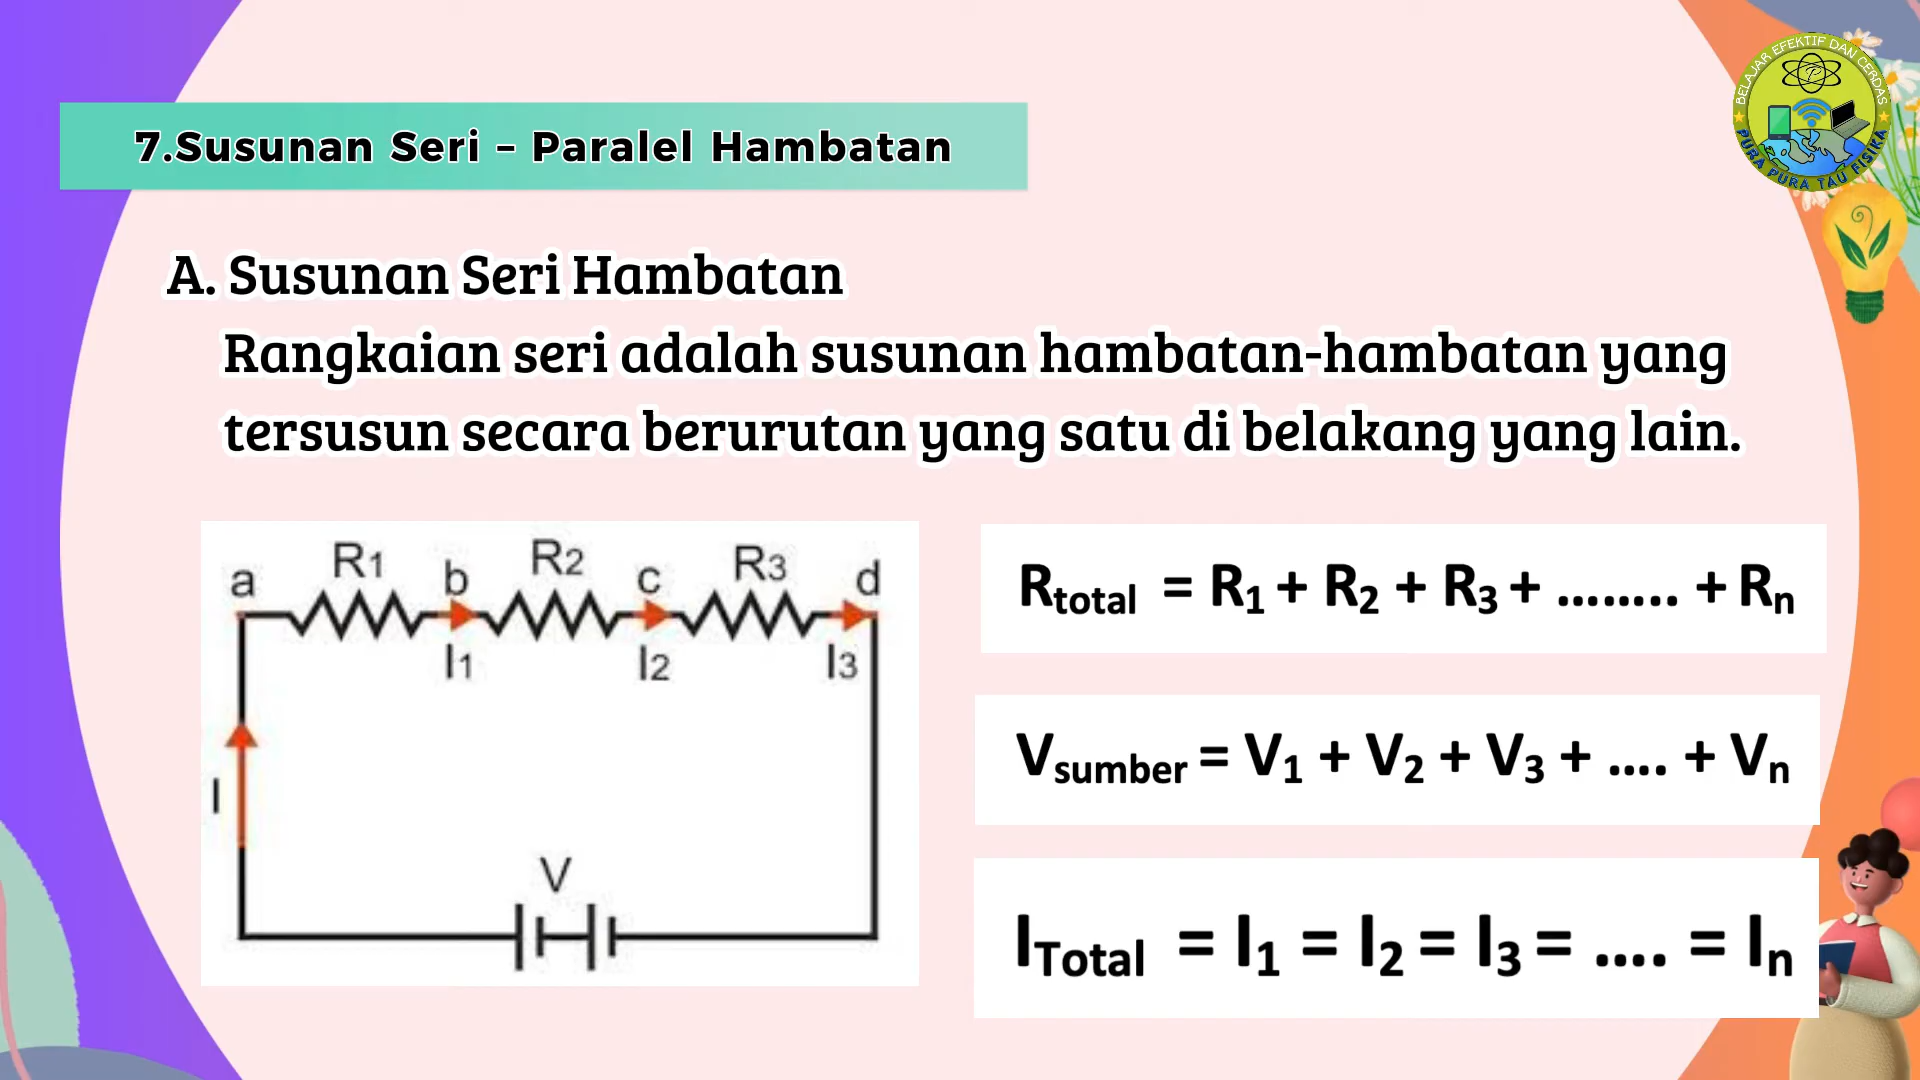 BELAJAR EFEKTIF DAN CERDAS
PURA PURA TAU FISIKA
7.Susunan Seri – Paralel Hambatan
A. Susunan Seri Hambatan
Rangkaian seri adalah susunan hambatan-hambatan yang
tersusun secara berurutan yang satu di belakang yang lain.
a R1 b R2 c R3 d
I1 I2 I3
I
V
Rtotal = R1 + R2 + R3 + ........ + Rn
Vsumber = V1 + V2 + V3 + .... + Vn
ITotal = I1 = I2 = I3 = .... = In